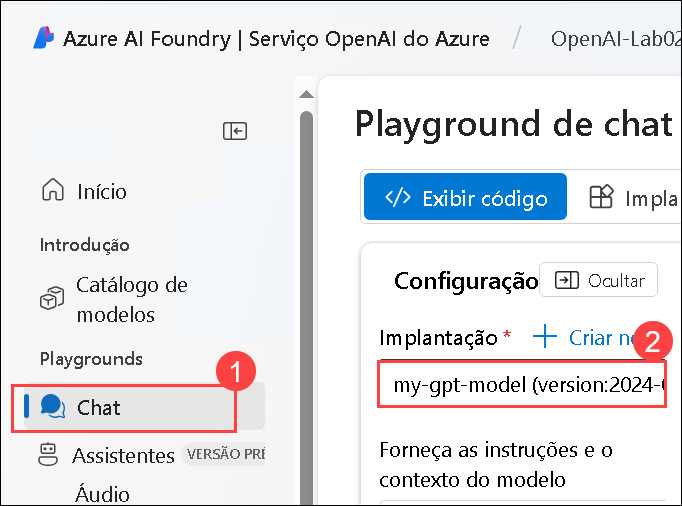 Azure AI Foundry | Serviço OpenAI do Azure / OpenAI-Lab02
Playground de chat
Início
Exibir código
Introdução
Catálogo de
modelos
Configuração
Ocultar
Implantação *
+ Criar
2
Playgrounds
1
my-gpt-model (version:2024-
Chat
Assistentes
VERSÃO PRÉ
Forneça as instruções e o
contexto do modelo
Áudio